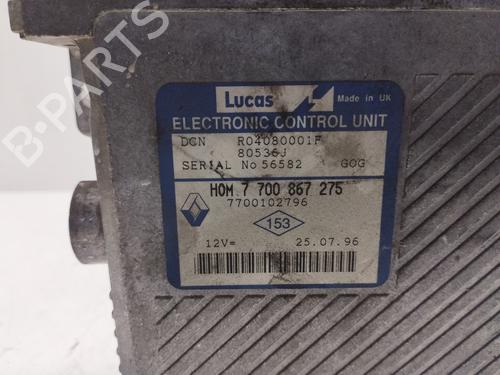 B-PARTS
Lucas
Made in UK
ELECTRONIC CONTROL UNIT
DCN R04080001F
80536J
SERIAL No 56582 GOG
HOM 7 700 867 275
7700102796
153
12V= 25.07.96